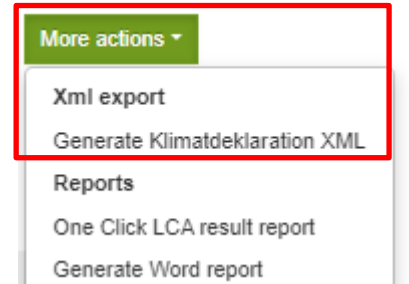 More actions
Xml export
Generate Klimatdeklaration XML
Reports
One Click LCA result report
Generate Word report